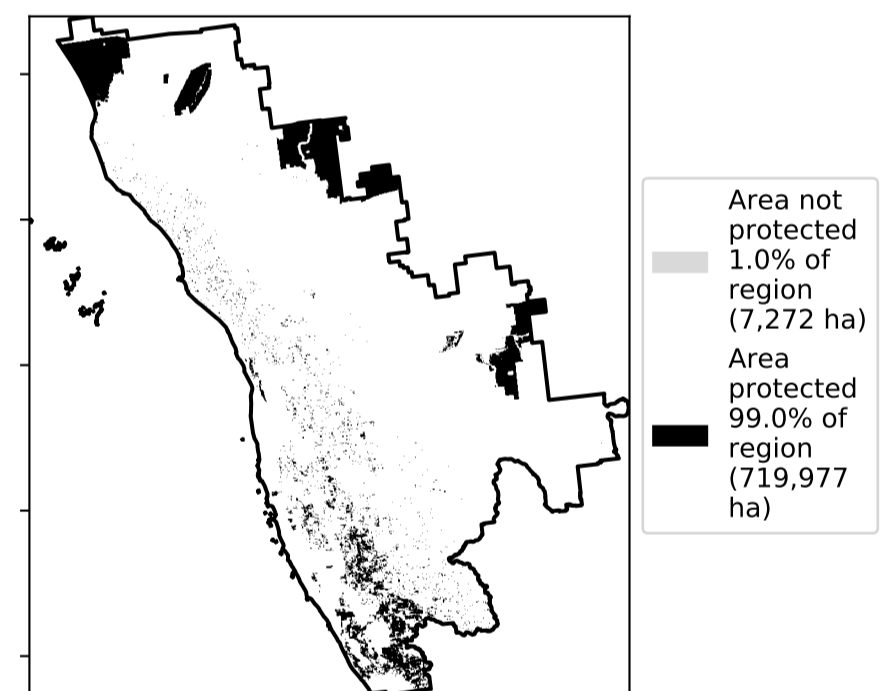 Area not
protected
1.0% of
region
(7,272 ha)
Area
protected
99.0% of
region
(719,977
ha)